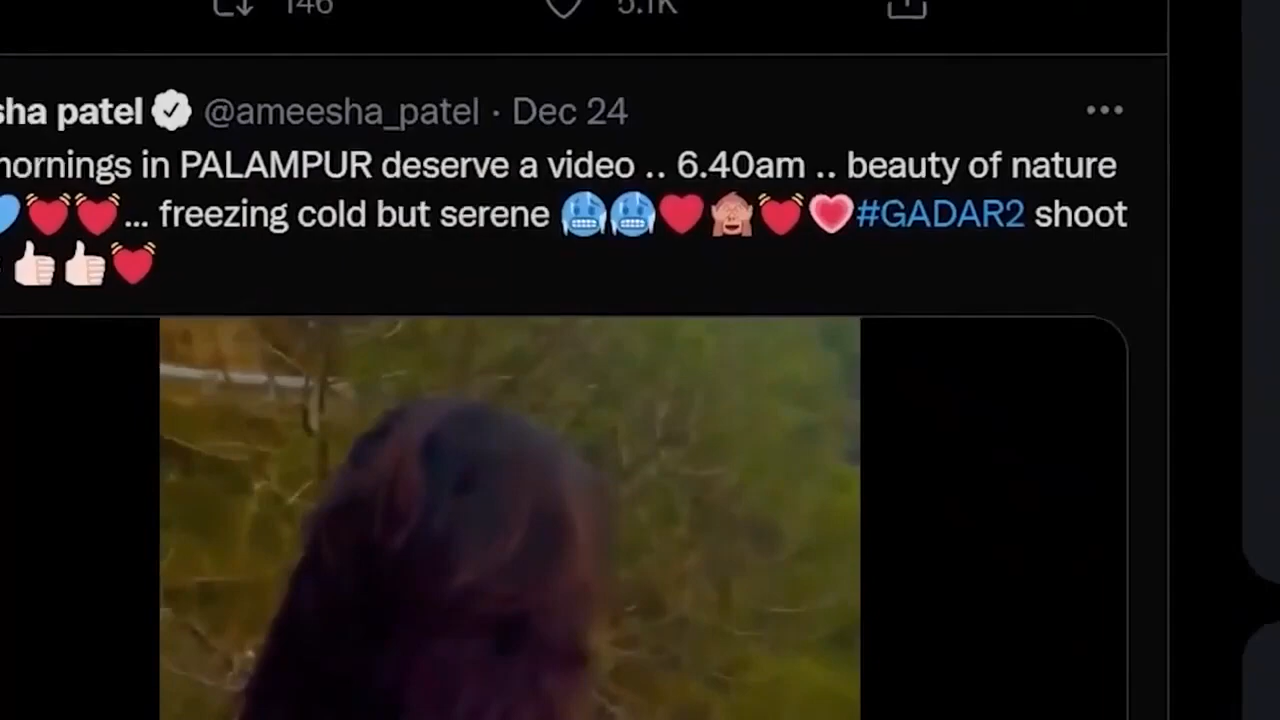 146 5.1K
sha patel @ameesha_patel · Dec 24
mornings in PALAMPUR deserve a video .. 6.40am .. beauty of nature
... freezing cold but serene #GADAR2 shoot